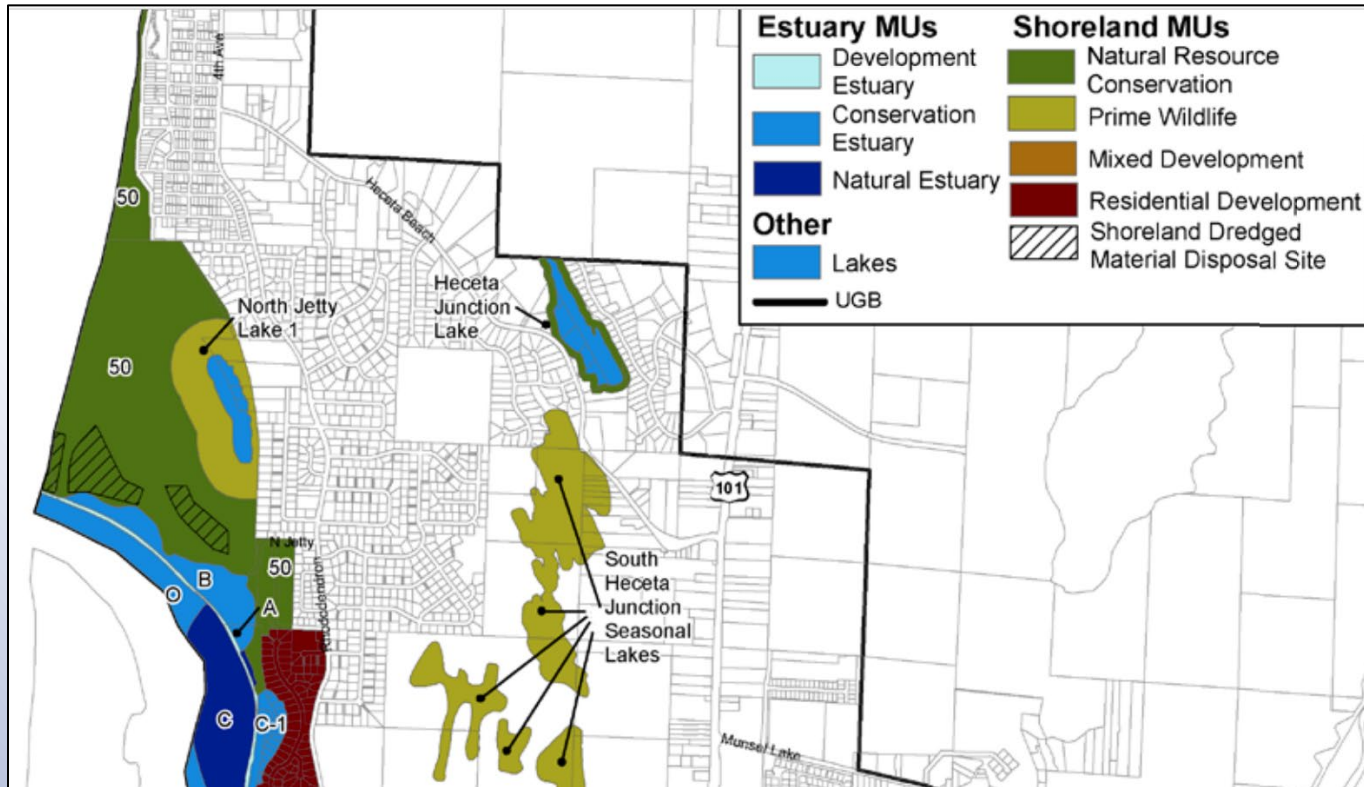 Estuary MUs
Development
Estuary
Conservation
Estuary
Natural Estuary
Other
Lakes
UGB
Shoreland MUs
Natural Resource
Conservation
Prime Wildlife
Mixed Development
Residential Development
Shoreland Dredged
Material Disposal Site
4th Ave
50
Heceta Beach
North Jetty
Lake 1
Heceta
Junction
Lake
50
101
N Jetty
50
B
O
A
Rhododendron
South
Heceta
Junction
Seasonal
Lakes
C
C-1
Munsel Lake